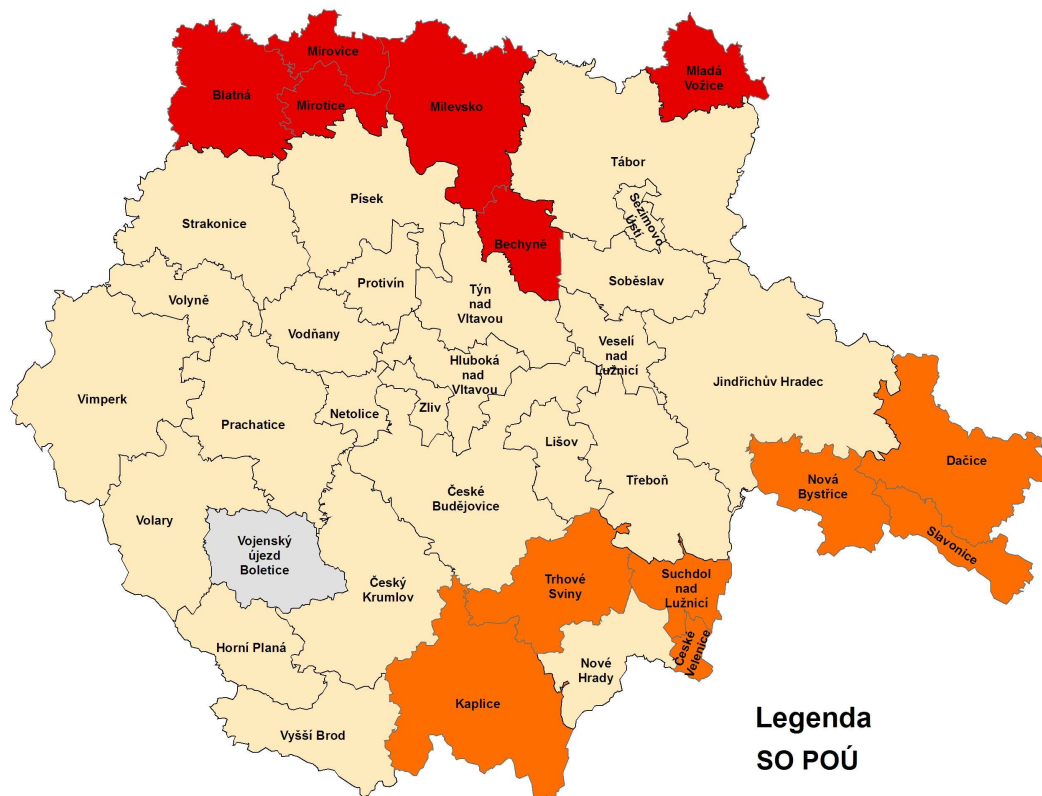 Mirovice
Mladá
Vožice
Blatná
Mirotice
Milevsko
Tábor
Písek
Sezimovo
Ústí
Strakonice
Bechyně
Soběslav
Volyně
Protivín
Týn
nad
Vltavou
Vodňany
Veselí
nad
Lužnicí
Hluboká
nad
Vltavou
Jindřichův Hradec
Vimperk
Netolice
Zliv
Prachatice
Lišov
Dačice
Nová
Bystřice
Třeboň
České
Budějovice
Volary
Slavonice
Vojenský
újezd
Boletice
Trhové
Sviny
Suchdol
nad
Lužnicí
Český
Krumlov
České
Velenice
Horní Planá
Nové
Hrady
Kaplice
Vyšší Brod
Legenda
SO POÚ